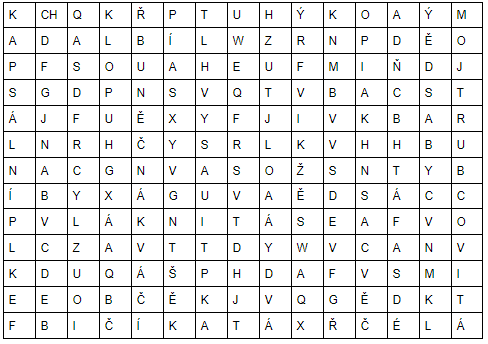 K CH Q K Ř P T U H Ý K O A Ý M
A D A L B Í L W Z R N P D Ě O
P F S O U A H E U F M I Ň D J
S G D P N S V Q T V B A C S T
Á J F U Ě X Y F J I V K B A R
L N R H Č Y S R L K V H H B U
N A C G N V A S O Ž S N T Y B
Í B Y X Á G U V A Ě D S Á C C
P V L Á K N I T Á S E A F V O
L C Z A V T T D Y W V C A N V
K D U Q Á Š P H D A F V S M I
E E O B Č Ě K J V Q G Ě D K T
F B I Č Í K A T Á X Ř Č É L Á